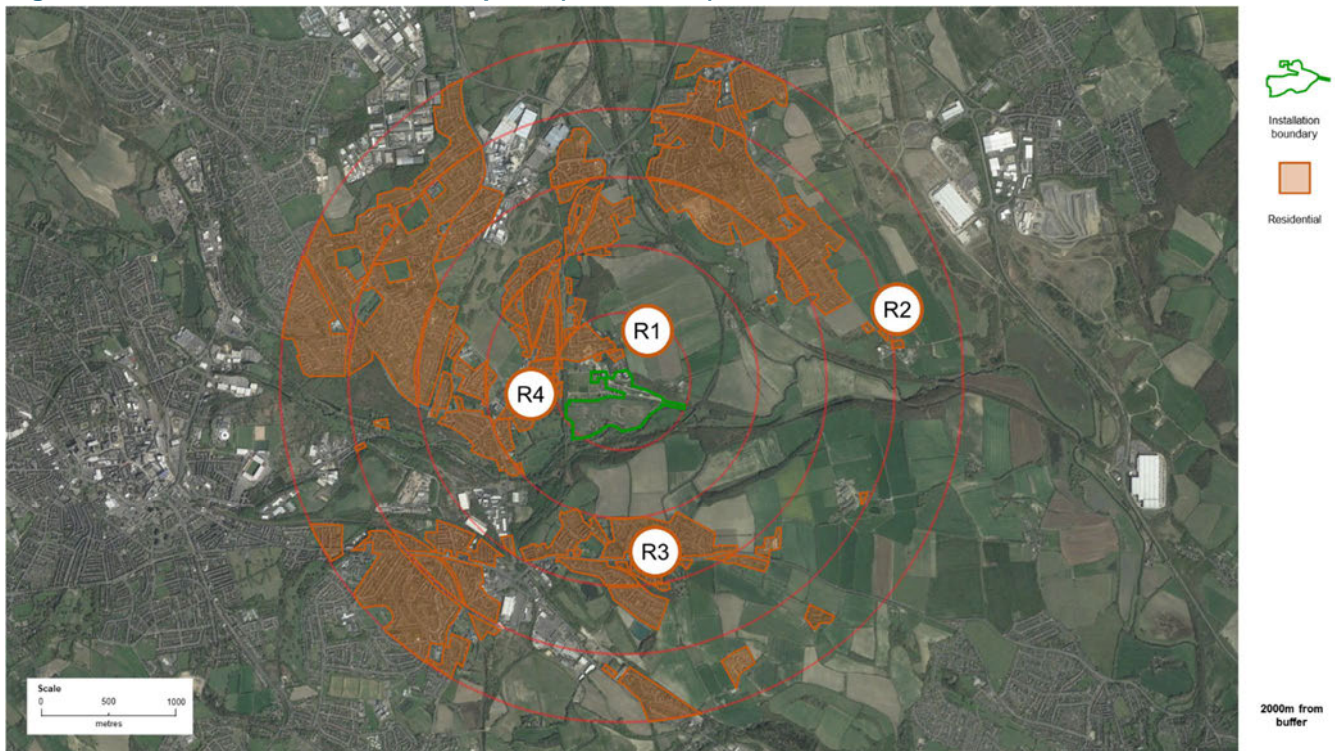 R1
R2
R4
R3
Scale
0 500 1000
metres
Installation
boundary
Residential
2000m from
buffer